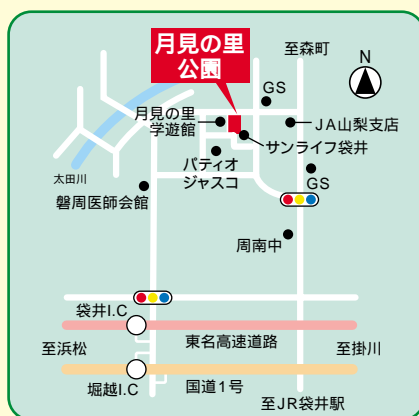 月見の里
公園
至森町
N
GS
月見の里
学遊館
JA山梨支店
サンライフ袋井
パティオ
ジャスコ
太田川
GS
磐周医師会館
周南中
袋井I.C
東名高速道路
至浜松
至掛川
堀越I.C
国道1号
至JR袋井駅